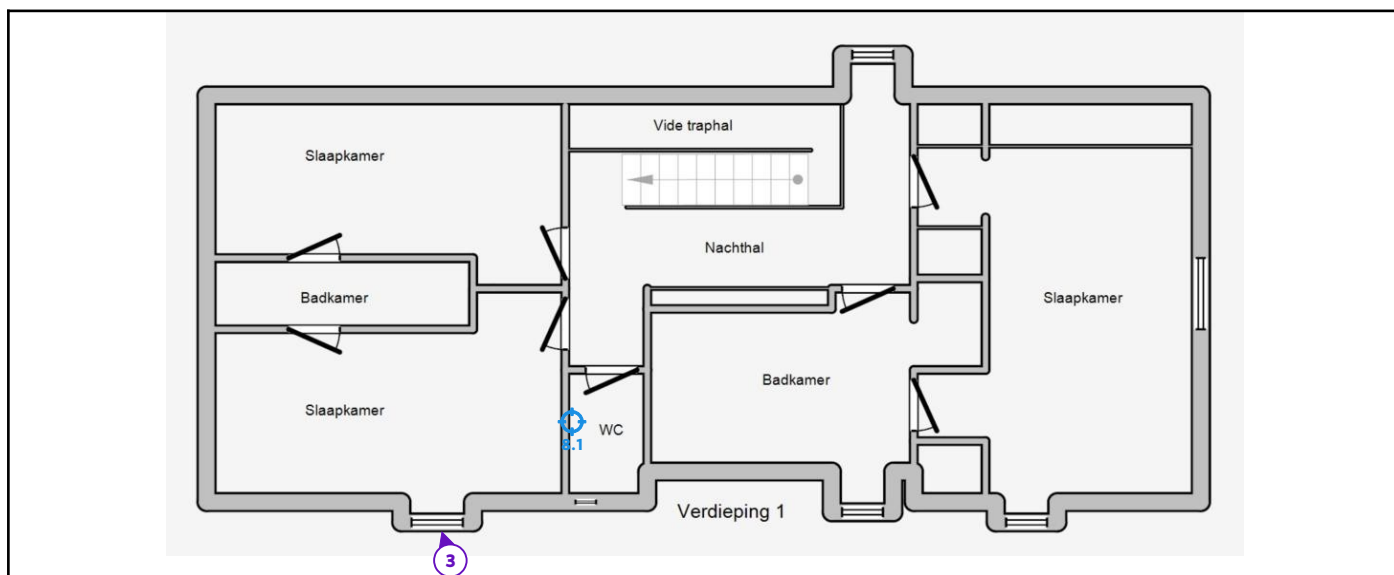 Vide traphal
Slaapkamer
Nachthal
Badkamer
Slaapkamer
Badkamer
Slaapkamer
WC
8.1
Verdieping 1
3